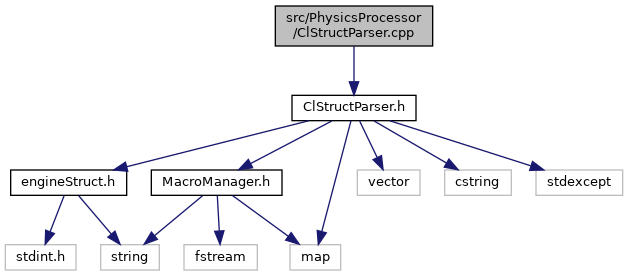 src/PhysicsProcessor
/ClStructParser.cpp
ClStructParser.h
engineStruct.h
MacroManager.h
vector
cstring
stdexcept
stdint.h
string
fstream
map